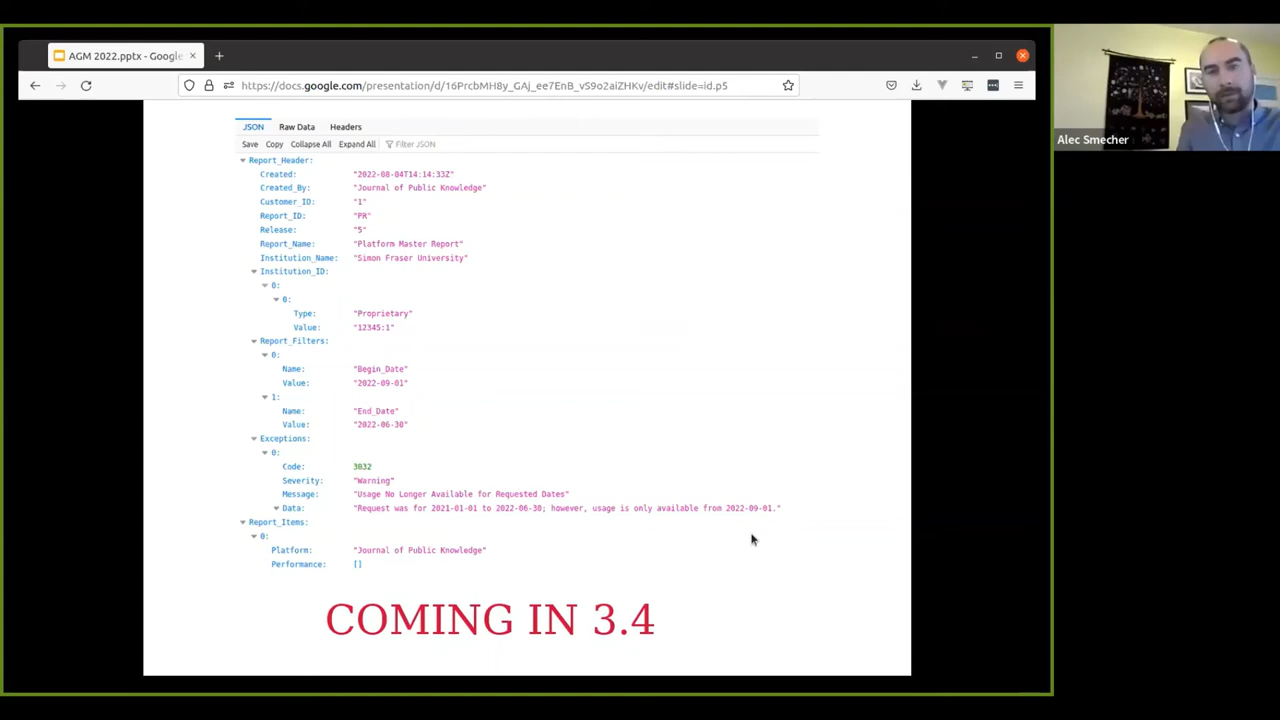 AGM 2022.pptx - Google
https://docs.google.com/presentation/d/16PrcbMH8y_GAj_ee7EnB_vS9o2aiZHKv/edit#slide=id.p5
Alec Smecher
JSON Raw Data Headers
Save Copy Collapse All Expand All Filter JSON
Report_Header:
Created: "2022-08-04T14:14:33Z"
Created_By: "Journal of Public Knowledge"
Customer_ID: "1"
Report_ID: "PR"
Release: "5"
Report_Name: "Platform Master Report"
Institution_Name: "Simon Fraser University"
Institution_ID:
0:
0:
Type: "Proprietary"
Value: "12345:1"
Report_Filters:
0:
Name: "Begin_Date"
Value: "2022-09-01"
1:
Name: "End_Date"
Value: "2022-06-30"
Exceptions:
0:
Code: 3032
Severity: "Warning"
Message: "Usage No Longer Available for Requested Dates"
Data: "Request was for 2021-01-01 to 2022-06-30; however, usage is only available from 2022-09-01."
Report_Items:
0:
Platform: "Journal of Public Knowledge"
Performance: []
COMING IN 3.4